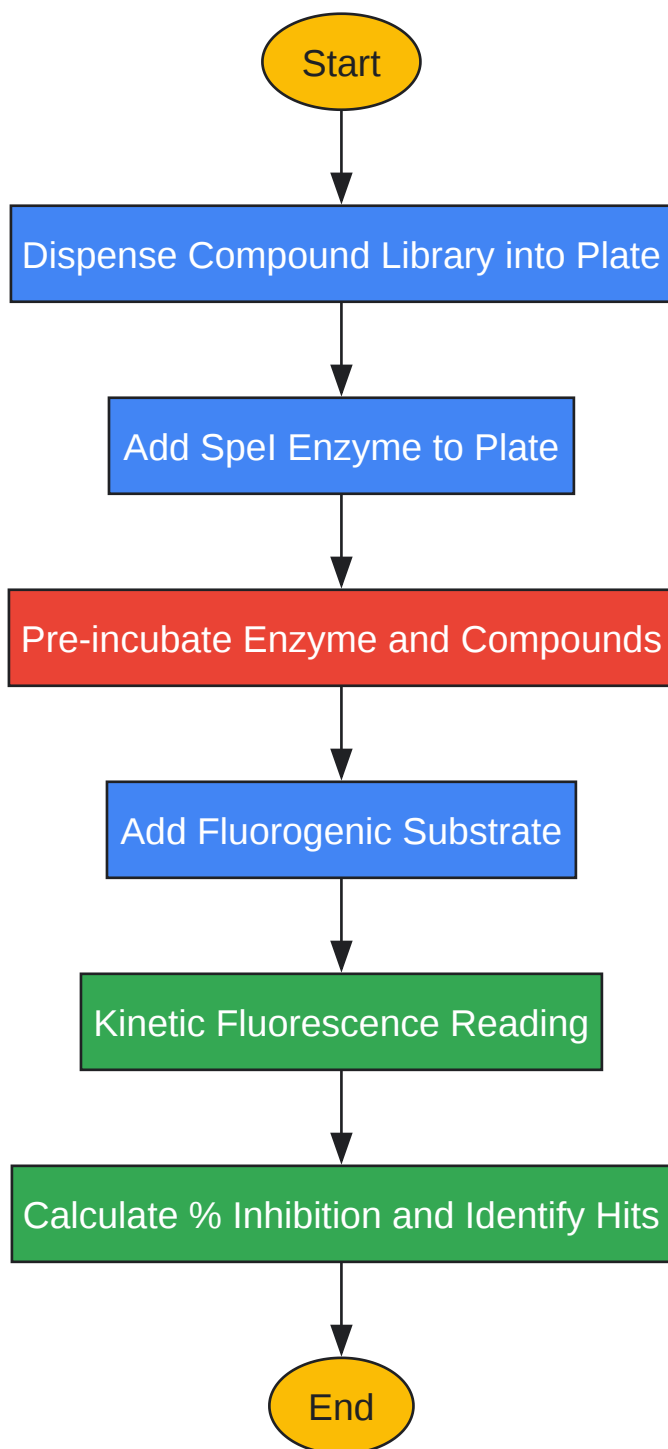 Start
Dispense Compound Library into Plate
Add SpeI Enzyme to Plate
Pre-incubate Enzyme and Compounds
Add Fluorogenic Substrate
Kinetic Fluorescence Reading
Calculate % Inhibition and Identify Hits
End